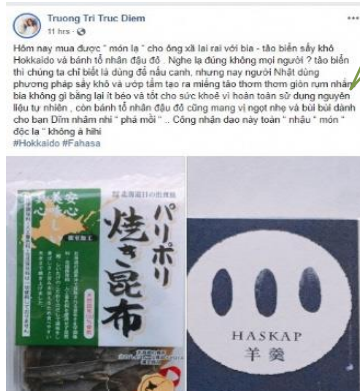 Truong Tri Truc Diem
11 hrs ·
Hôm nay mua được " món lạ " cho ông xã lai rai với bia - tảo biển sấy khô
Hokkaido và bánh tổ nhân đậu đỏ . Nghe lạ đúng không mọi người ? tảo biển
thì chúng ta chỉ biết là dùng để nấu canh, nhưng nay người Nhật dùng
phương pháp sấy khô và ướp tẩm tạo ra miếng tảo thơm thơm giòn rụm nhấn
bia không gì bằng lại ít béo và tốt cho sức khoẻ vì hoàn toàn sử dụng nguyên
liệu tự nhiên , còn bánh tổ nhân đậu đỏ cũng mang vị ngọt nhẹ và bùi bùi dành
cho bạn Dĩm nhâm nhi " phá mồi " .. Công nhận dạo này toàn " nhậu " món "
độc lạ " không à hihi
#Hokkaido #Fahasa
安心
パリポリ
焼き昆布
HASKAP
羊羹